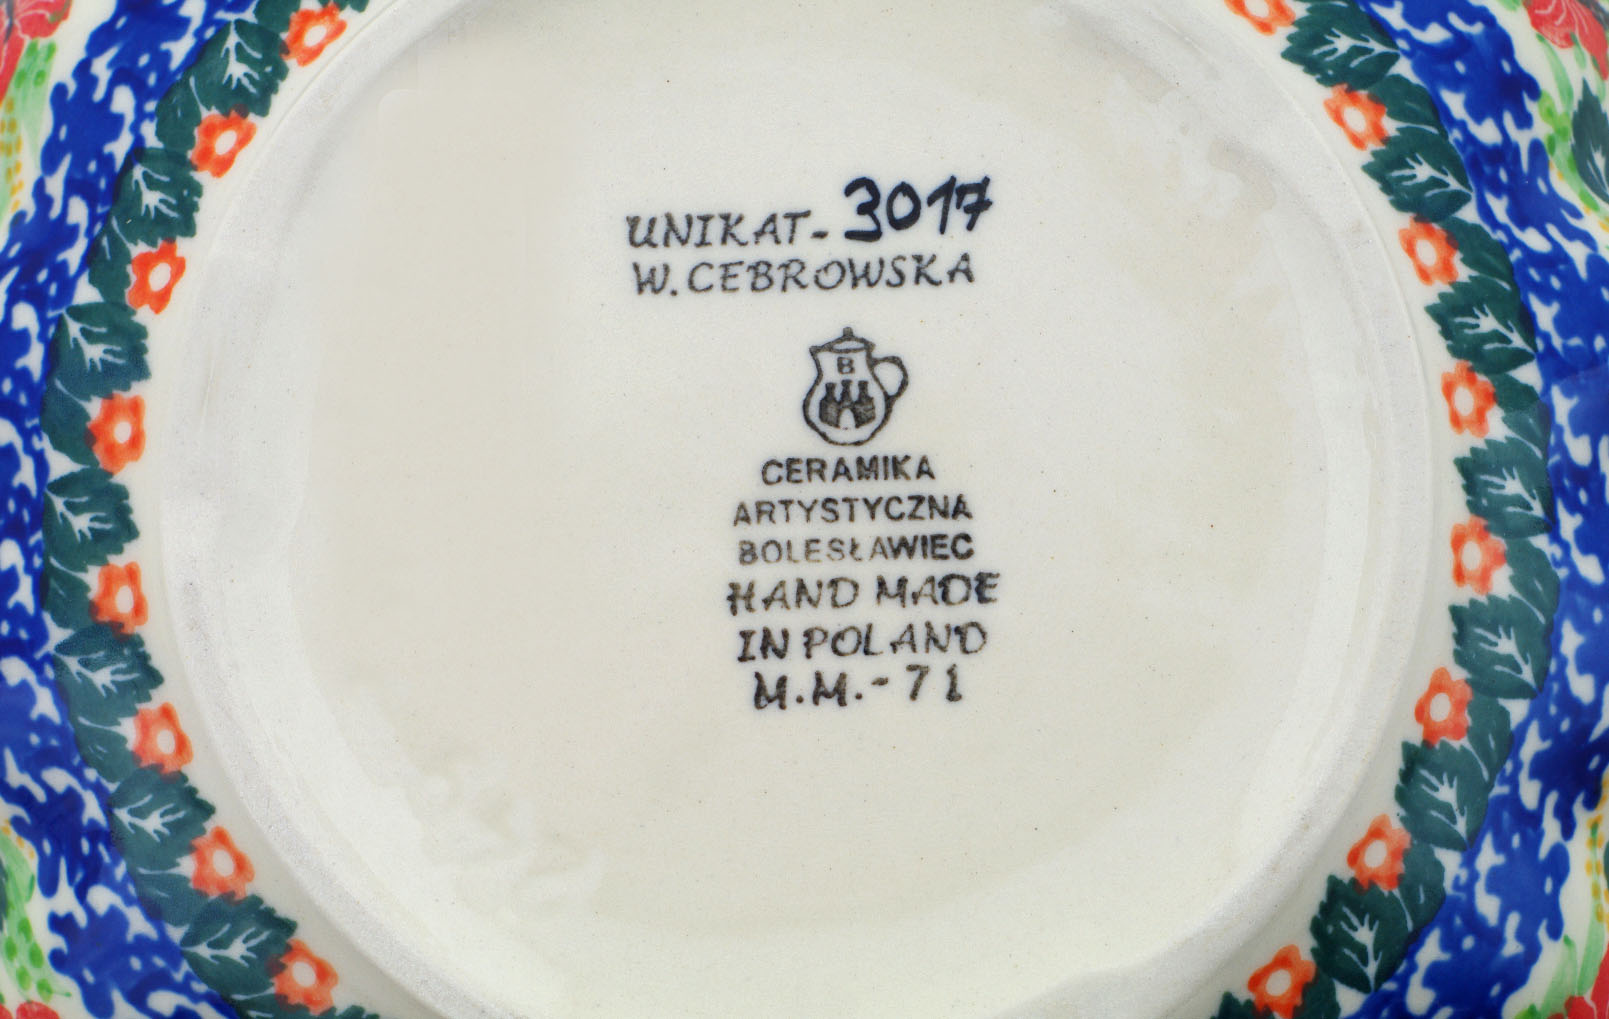 UNIKAT- 3017
W. CEBROWSKA
B
CERAMIKA
ARTYSTYCZNA
BOLESŁAWIEC
HAND MADE
IN POLAND
M.M.-71